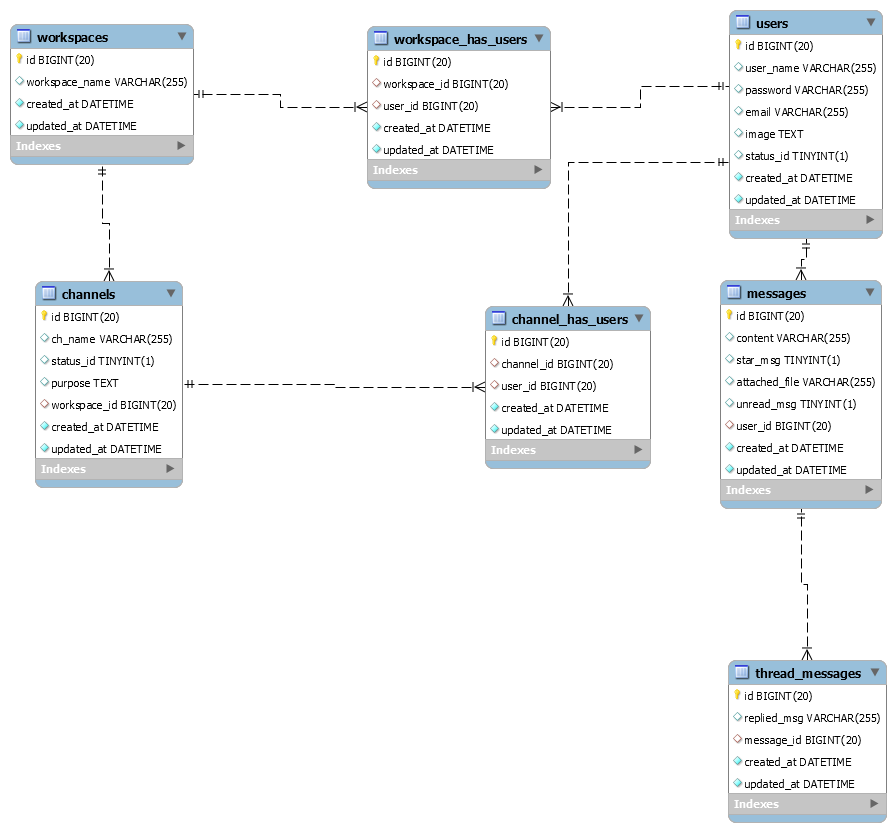 workspaces
id BIGINT(20)
workspace_name VARCHAR(255)
created_at DATETIME
updated_at DATETIME
Indexes
workspace_has_users
id BIGINT(20)
workspace_id BIGINT(20)
user_id BIGINT(20)
created_at DATETIME
updated_at DATETIME
Indexes
users
id BIGINT(20)
user_name VARCHAR(255)
password VARCHAR(255)
email VARCHAR(255)
image TEXT
status_id TINYINT(1)
created_at DATETIME
updated_at DATETIME
Indexes
channels
id BIGINT(20)
ch_name VARCHAR(255)
status_id TINYINT(1)
purpose TEXT
workspace_id BIGINT(20)
created_at DATETIME
updated_at DATETIME
Indexes
channel_has_users
id BIGINT(20)
channel_id BIGINT(20)
user_id BIGINT(20)
created_at DATETIME
updated_at DATETIME
Indexes
messages
id BIGINT(20)
content VARCHAR(255)
star_msg TINYINT(1)
attached_file VARCHAR(255)
unread_msg TINYINT(1)
user_id BIGINT(20)
created_at DATETIME
updated_at DATETIME
Indexes
thread_messages
id BIGINT(20)
replied_msg VARCHAR(255)
message_id BIGINT(20)
created_at DATETIME
updated_at DATETIME
Indexes